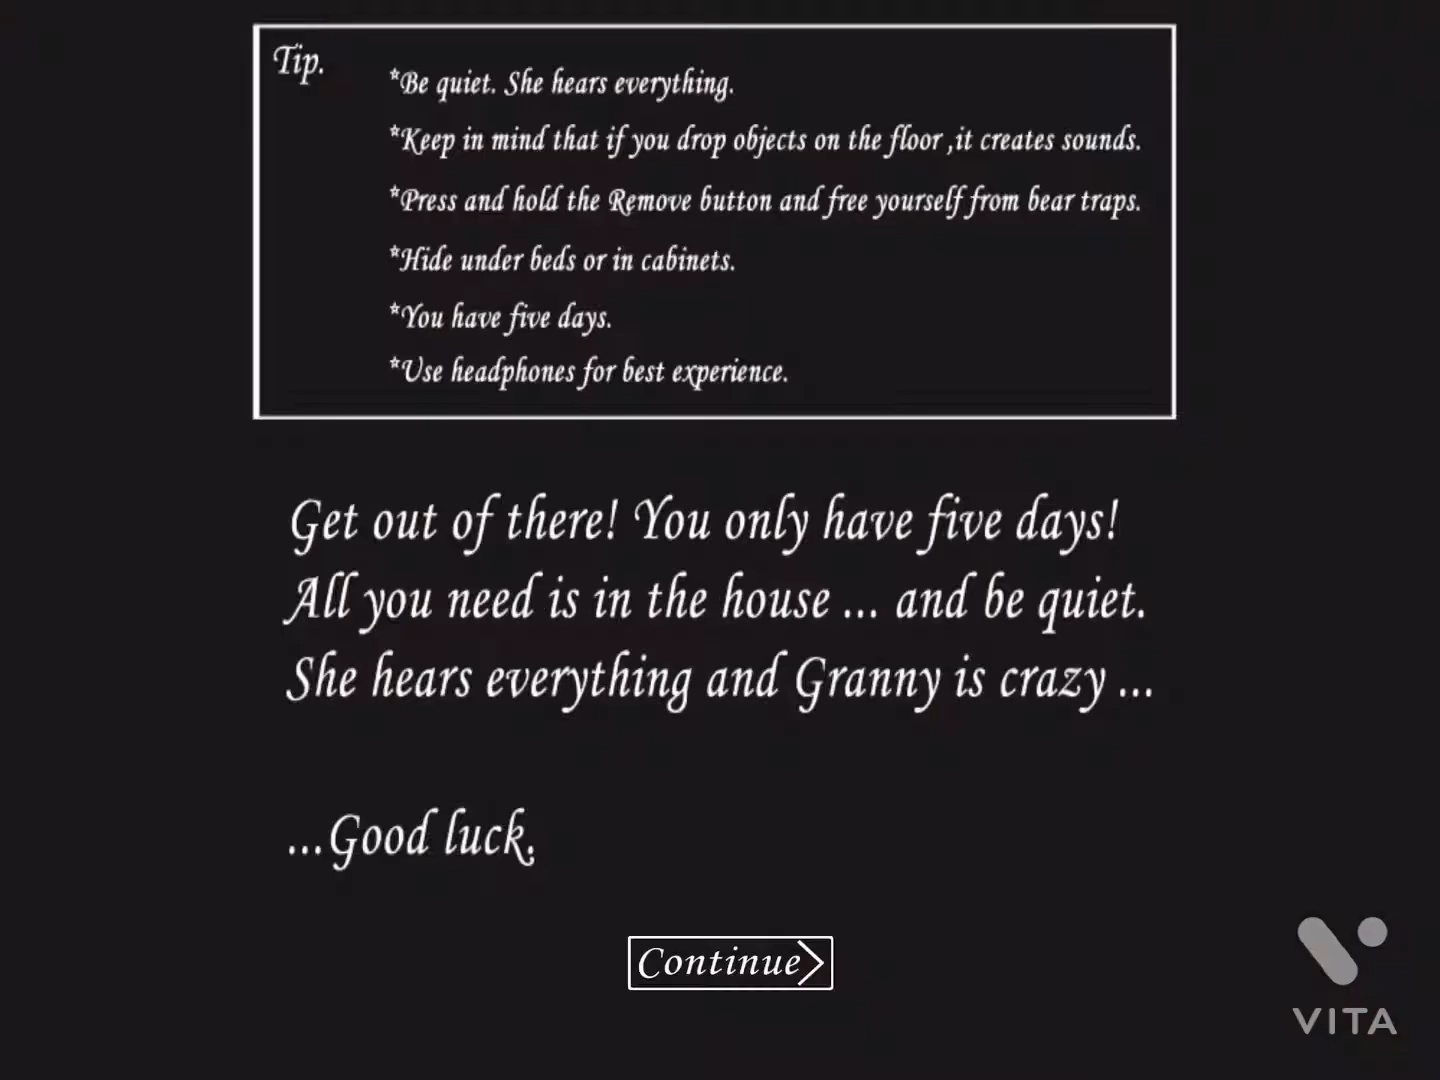 Tip.
*Be quiet. She hears everything.
*Keep in mind that if you drop objects on the floor ,it creates sounds.
*Press and hold the Remove button and free yourself from bear traps.
*Hide under beds or in cabinets.
*You have five days.
*Use headphones for best experience.
Get out of there! You only have five days!
All you need is in the house ... and be quiet.
She hears everything and Granny is crazy ...
...Good luck.
Continue>
VITA